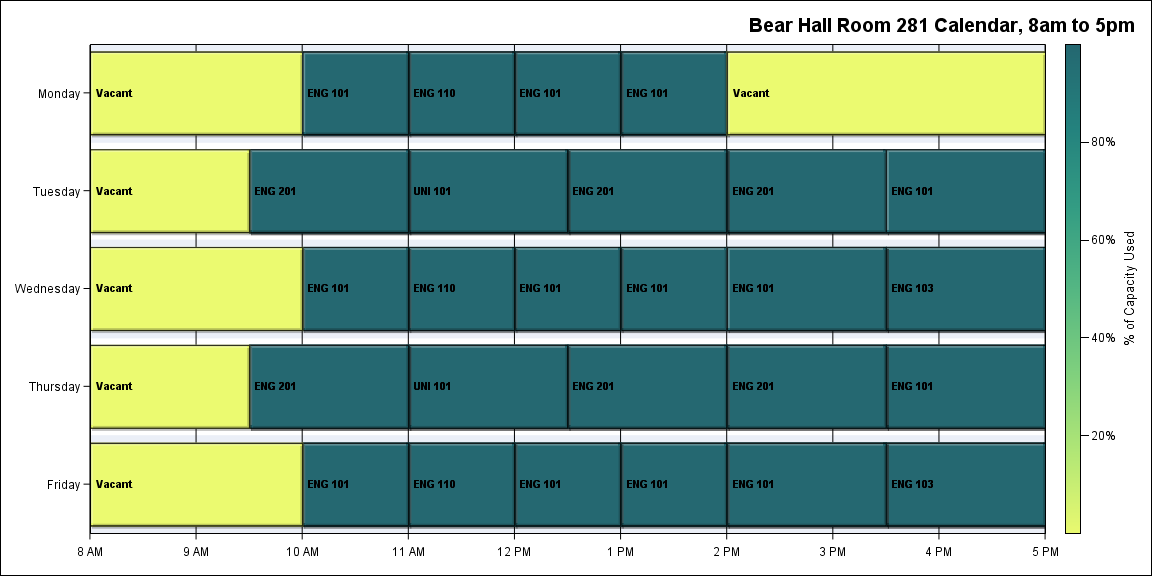 Bear Hall Room 281 Calendar, 8am to 5pm
Monday Vacant ENG 101 ENG 110 ENG 101 ENG 101 Vacant
Tuesday Vacant ENG 201 UNI 101 ENG 201 ENG 201 ENG 101
Wednesday Vacant ENG 101 ENG 110 ENG 101 ENG 101 ENG 101 ENG 103
Thursday Vacant ENG 201 UNI 101 ENG 201 ENG 201 ENG 101
Friday Vacant ENG 101 ENG 110 ENG 101 ENG 101 ENG 101 ENG 103
8 AM 9 AM 10 AM 11 AM 12 PM 1 PM 2 PM 3 PM 4 PM 5 PM
80%
60%
40%
20%
% of Capacity Used